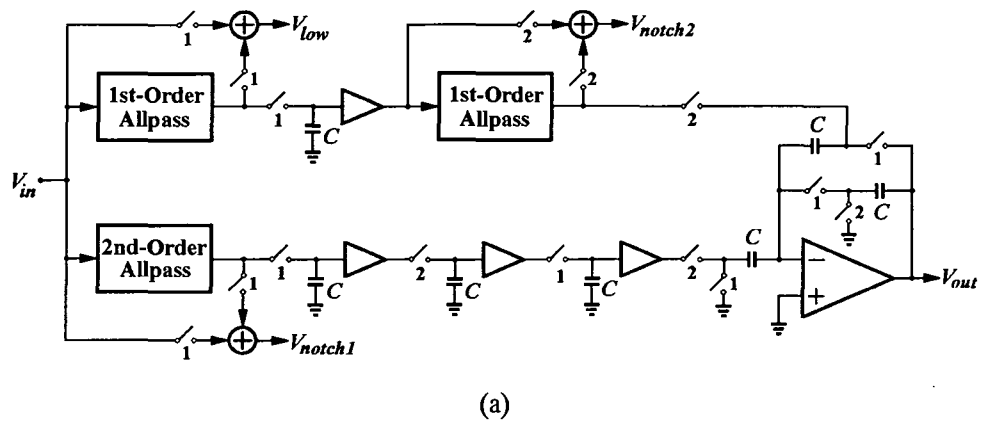 1
V_low
2
V_notch2
1
2
1st-Order
Allpass
1
C
1st-Order
Allpass
2
C
1
V_in
1
2
C
2nd-Order
Allpass
1
C
2
C
1
C
2
C
−
1
1
+
V_out
1
V_notch1
(a)